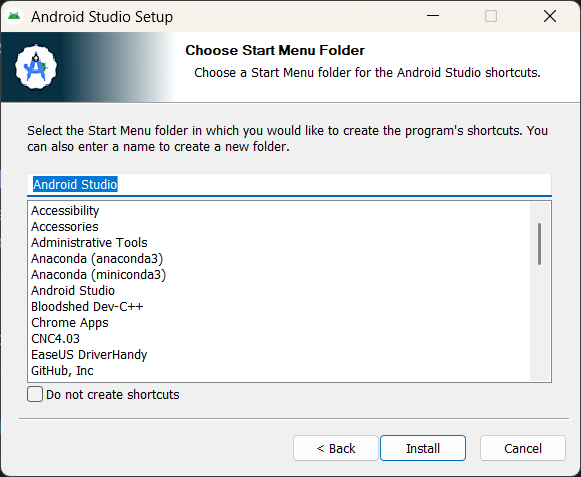 Android Studio Setup
Choose Start Menu Folder
Choose a Start Menu folder for the Android Studio shortcuts.
Select the Start Menu folder in which you would like to create the program's shortcuts. You
can also enter a name to create a new folder.
Android Studio
Accessibility
Accessories
Administrative Tools
Anaconda (anaconda3)
Anaconda (miniconda3)
Android Studio
Bloodshed Dev-C++
Chrome Apps
CNC4.03
EaseUS DriverHandy
GitHub, Inc
Do not create shortcuts
< Back
Install
Cancel